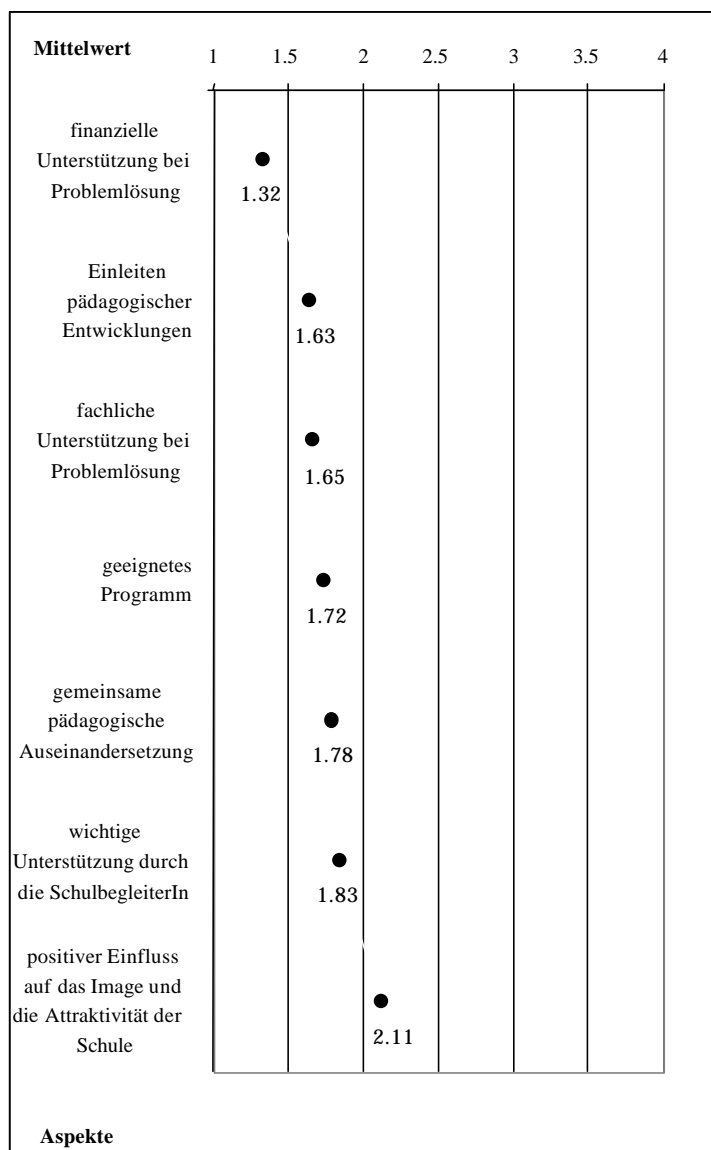 Mittelwert
1 1.5 2 2.5 3 3.5 4
finanzielle
Unterstützung bei
Problemlösung
1.32
Einleiten
pädagogischer
Entwicklungen
1.63
fachliche
Unterstützung bei
Problemlösung
1.65
geeignetes
Programm
1.72
gemeinsame
pädagogische
Auseinandersetzung
1.78
wichtige
Unterstützung durch
die SchulbegleiterIn
1.83
positiver Einfluss
auf das Image und
die Attraktivität der
Schule
2.11
Aspekte